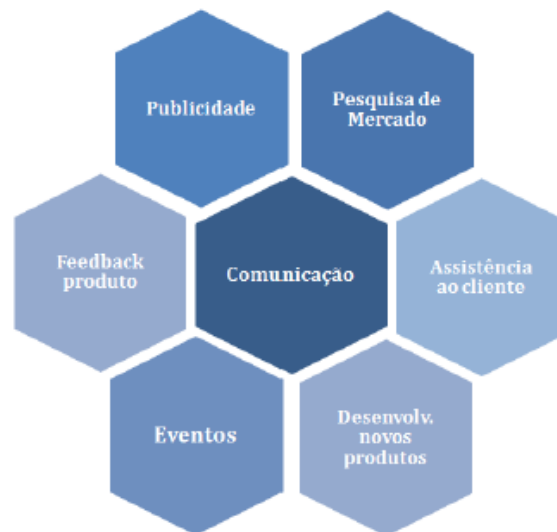 Publicidade
Pesquisa de
Mercado
Feedback
produto
Comunicação
Assistência
ao cliente
Eventos
Desenvolv.
novos
produtos